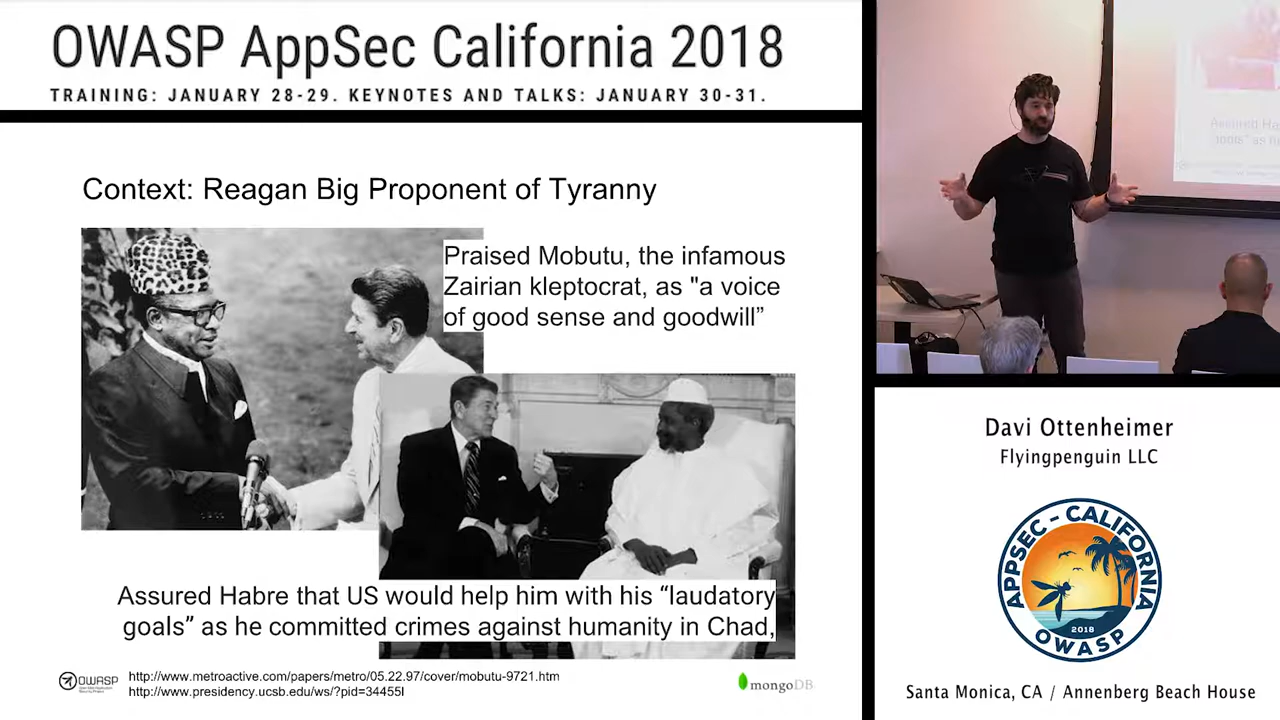 OWASP AppSec California 2018
TRAINING: JANUARY 28-29. KEYNOTES AND TALKS: JANUARY 30-31.
Context: Reagan Big Proponent of Tyranny
Praised Mobutu, the infamous
Zairian kleptocrat, as "a voice
of good sense and goodwill”
Assured Habre that US would help him with his “laudatory
goals” as he committed crimes against humanity in Chad,
OWASP
http://www.metroactive.com/papers/metro/05.22.97/cover/mobutu-9721.htm
http://www.presidency.ucsb.edu/ws/?pid=34455l
mongoDB
Assured Ha
Davi Ottenheimer
Flyingpenguin LLC
APPSEC - CALIFORNIA
2018
OWASP
Santa Monica, CA / Annenberg Beach House